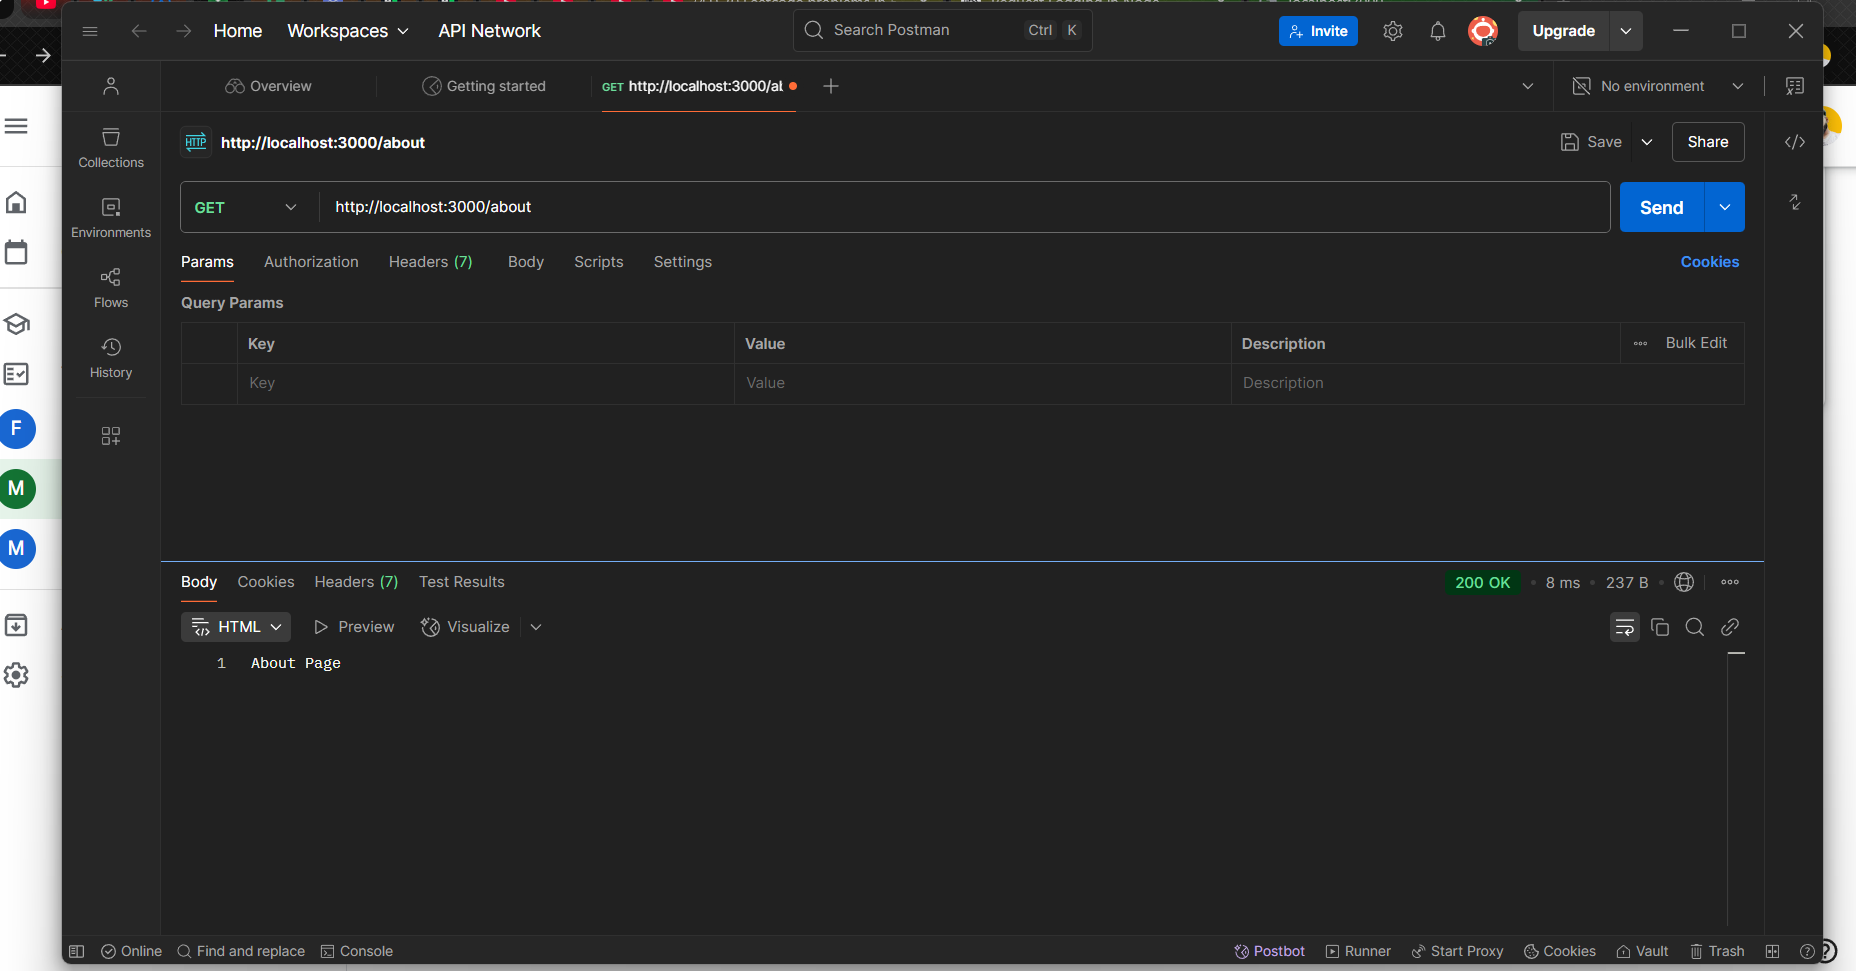 Home Workspaces API Network Search Postman Ctrl K Invite Upgrade
Overview Getting started GET http://localhost:3000/al No environment
HTTP http://localhost:3000/about Save Share
Collections
GET http://localhost:3000/about Send
Environments
Params Authorization Headers (7) Body Scripts Settings Cookies
Flows
Query Params
Key Value Description Bulk Edit
History
Key Value Description
F
M
M
Body Cookies Headers (7) Test Results 200 OK 8 ms 237 B
HTML Preview Visualize
1 About Page
Online Find and replace Console Postbot Runner Start Proxy Cookies Vault Trash